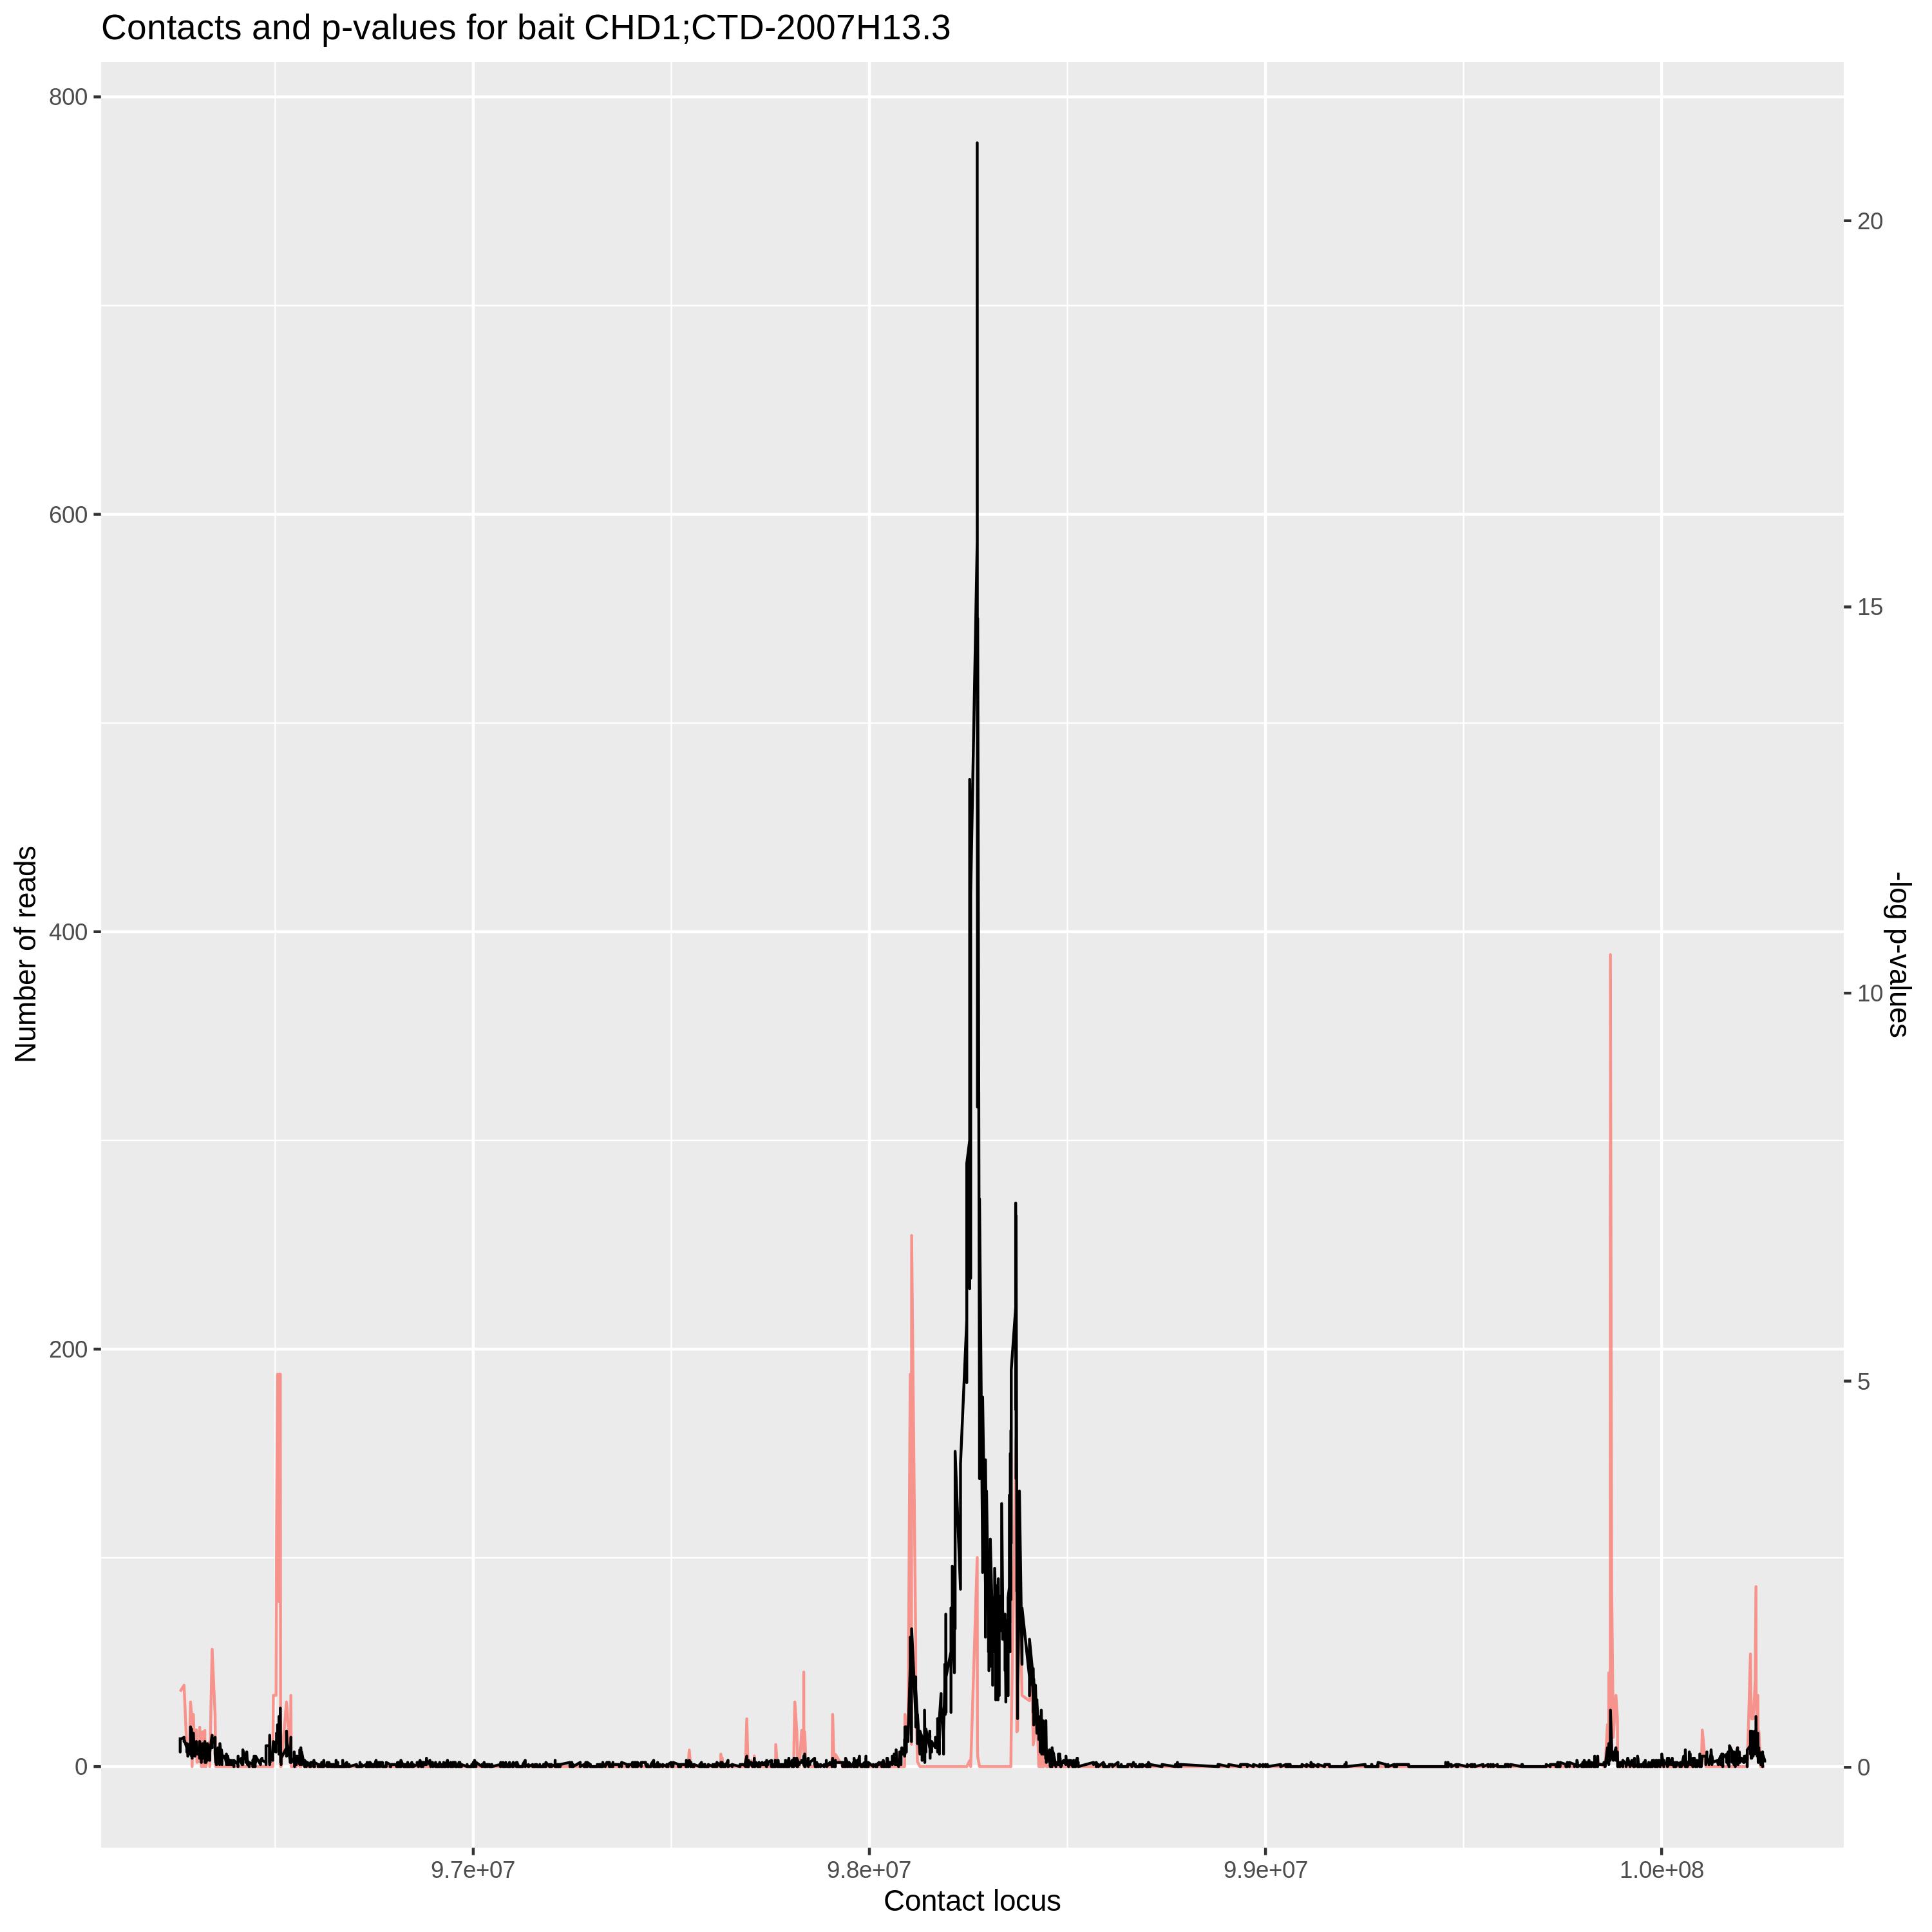 Contacts and p-values for bait CHD1;CTD-2007H13.3
800
600
400
200
0
Number of reads
20
15
10
5
0
-log p-values
9.7e+07
9.8e+07
9.9e+07
1.0e+08
Contact locus